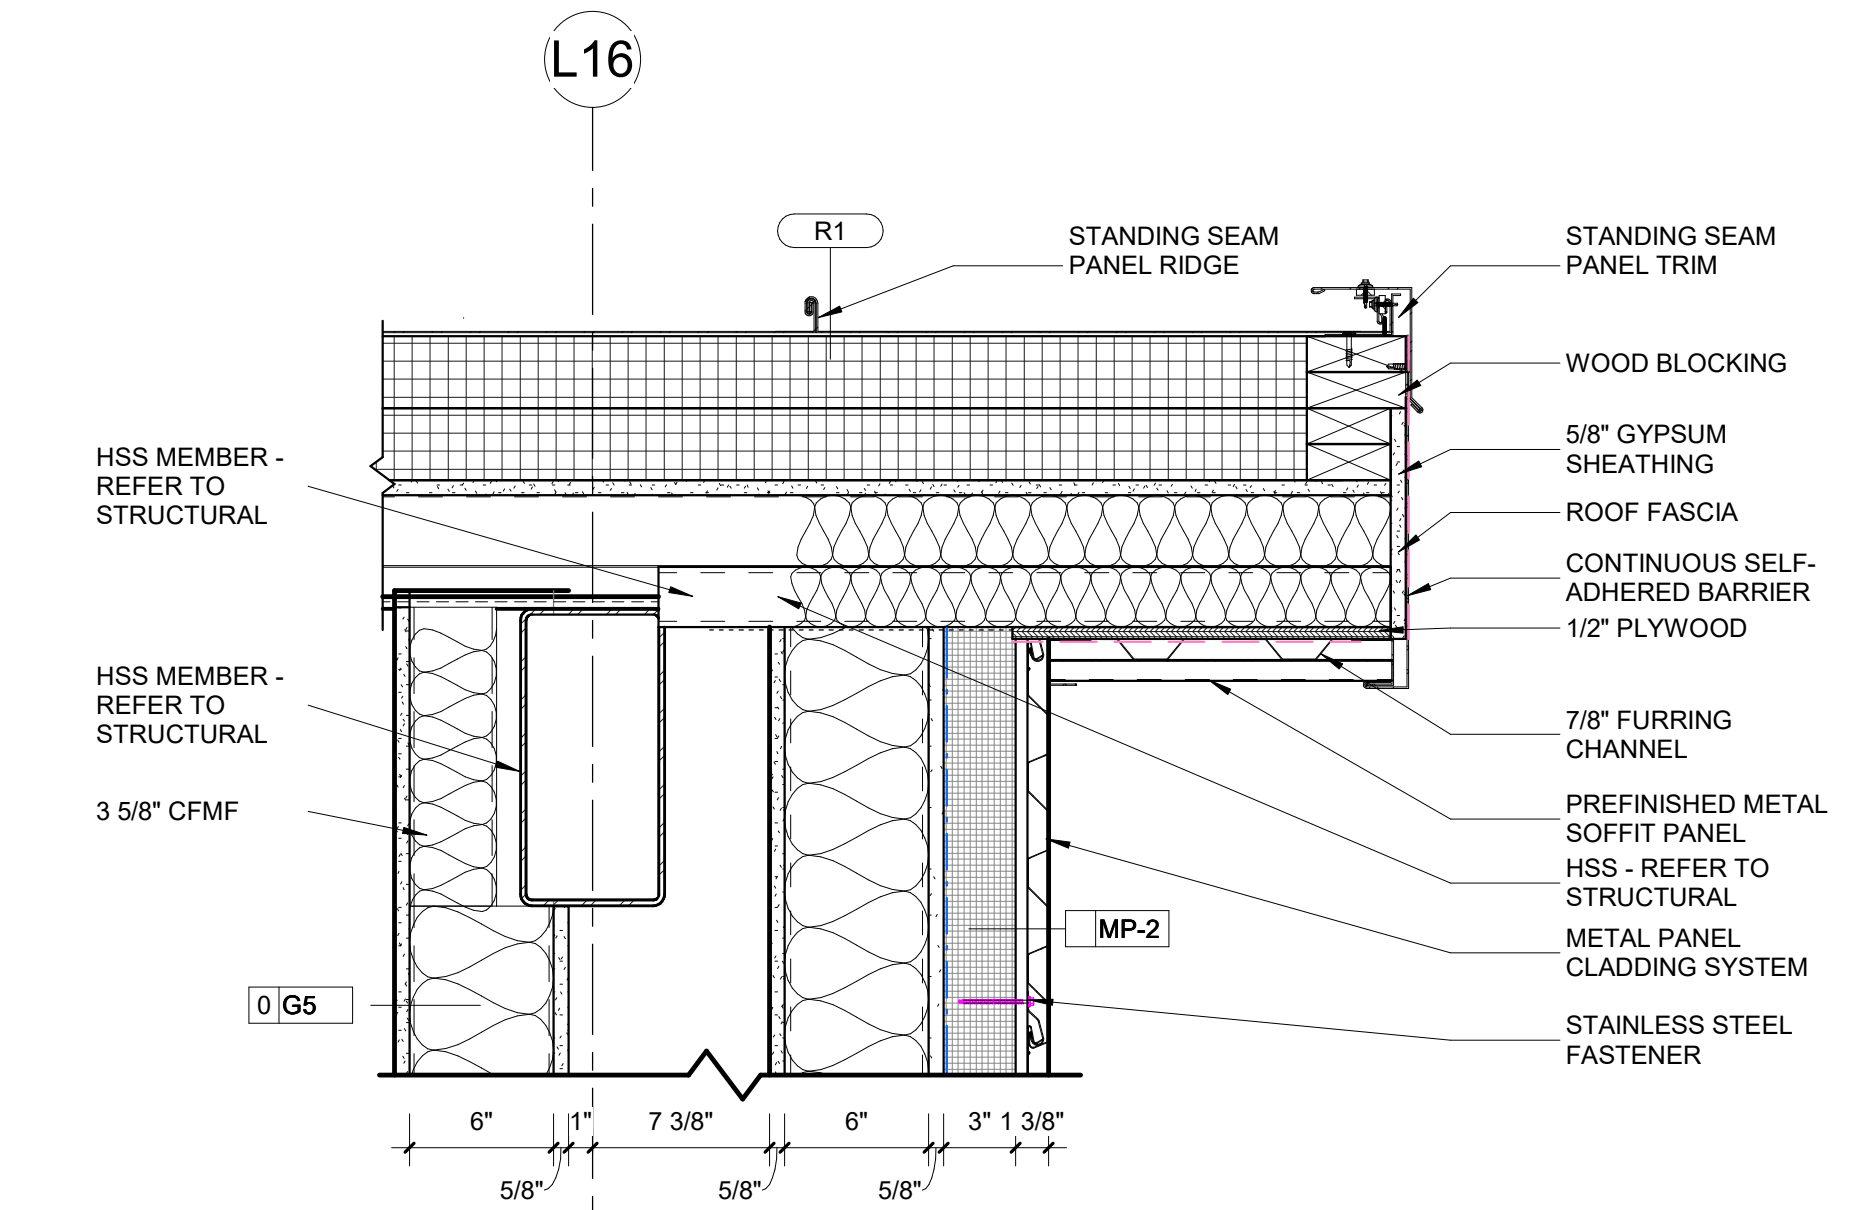 L16
R1
STANDING SEAM
PANEL RIDGE
STANDING SEAM
PANEL TRIM
WOOD BLOCKING
5/8" GYPSUM
SHEATHING
ROOF FASCIA
CONTINUOUS SELF-
ADHERED BARRIER
1/2" PLYWOOD
7/8" FURRING
CHANNEL
PREFINISHED METAL
SOFFIT PANEL
HSS - REFER TO
STRUCTURAL
METAL PANEL
CLADDING SYSTEM
STAINLESS STEEL
FASTENER
HSS MEMBER -
REFER TO
STRUCTURAL
HSS MEMBER -
REFER TO
STRUCTURAL
3 5/8" CFMF
0 G5
MP-2
6" 1" 7 3/8" 6" 3" 1 3/8"
5/8" 5/8" 5/8"